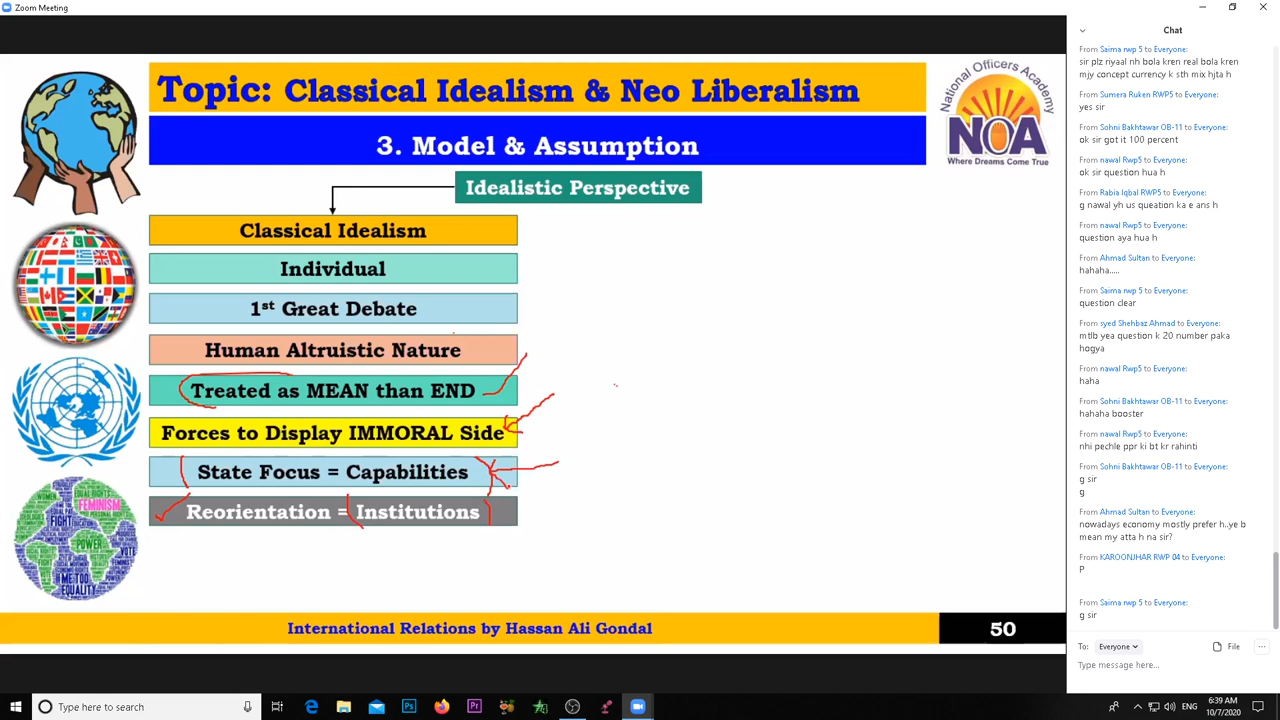 Zoom Meeting
Topic: Classical Idealism & Neo Liberalism
3. Model & Assumption
Idealistic Perspective
Classical Idealism
Individual
1st Great Debate
Human Altruistic Nature
Treated as MEAN than END
Forces to Display IMMORAL Side
State Focus = Capabilities
Reorientation = Institutions
National Officers Academy
NOA
Where Dreams Come True
FEMINISM
FIGHT
POWER
VOTE
#METOO
EQUALITY
International Relations by Hassan Ali Gondal
50
Chat
From Saima rwp 5 to Everyone:
sir plz riyaal nh bola kren real bola kren
mjy concept currency k sth mix hjta h
From Sumera Ruken RWP5 to Everyone:
yes sir
From Sohni Bakhtawar OB-11 to Everyone:
ok sir got it 100 percent
From nawal Rwp5 to Everyone:
ok sir question hua h
From Rabia Iqbal RWP5 to Everyone:
g nawal yh us queation ka e ans h
From nawal Rwp5 to Everyone:
question aya hua h
From Ahmad Sultan to Everyone:
hahaha.....
From Saima rwp 5 to Everyone:
question clear
From syed Shehbaz Ahmad to Everyone:
mtlb yea question k 20 number paka
hogya
From nawal Rwp5 to Everyone:
haha
From Sohni Bakhtawar OB-11 to Everyone:
hahaha booster
From nawal Rwp5 to Everyone:
nhi pechle ppr ki bt kr rahinti
From Sohni Bakhtawar OB-11 to Everyone:
g sir
g
From Ahmad Sultan to Everyone:
nowadays economy mostly prefer h..ye b
mean my atta h na sir?
From KAROONJHAR RWP 04 to Everyone:
P
From Saima rwp 5 to Everyone:
g sir
To: Everyone File
Type message here...
Type here to search
ENG
6:39 AM
10/7/2020